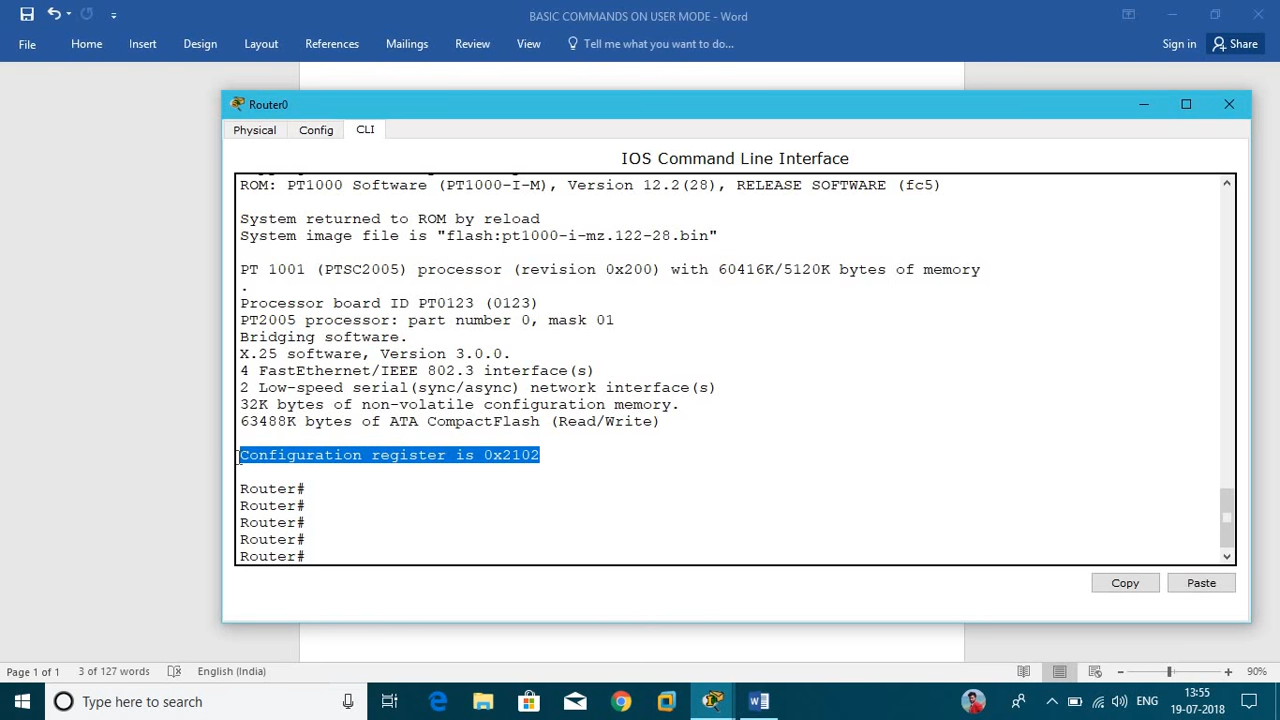 BASIC COMMANDS ON USER MODE - Word
File Home Insert Design Layout References Mailings Review View Tell me what you want to do... Sign in Share
Router0
Physical Config CLI
IOS Command Line Interface
ROM: PT1000 Software (PT1000-I-M), Version 12.2(28), RELEASE SOFTWARE (fc5)
System returned to ROM by reload
System image file is "flash:pt1000-i-mz.122-28.bin"
PT 1001 (PTSC2005) processor (revision 0x200) with 60416K/5120K bytes of memory
.
Processor board ID PT0123 (0123)
PT2005 processor: part number 0, mask 01
Bridging software.
X.25 software, Version 3.0.0.
4 FastEthernet/IEEE 802.3 interface(s)
2 Low-speed serial(sync/async) network interface(s)
32K bytes of non-volatile configuration memory.
63488K bytes of ATA CompactFlash (Read/Write)
Configuration register is 0x2102
Router#
Router#
Router#
Router#
Router#
Copy Paste
Page 1 of 1 3 of 127 words English (India) 90%
Type here to search ENG 13:55
19-07-2018